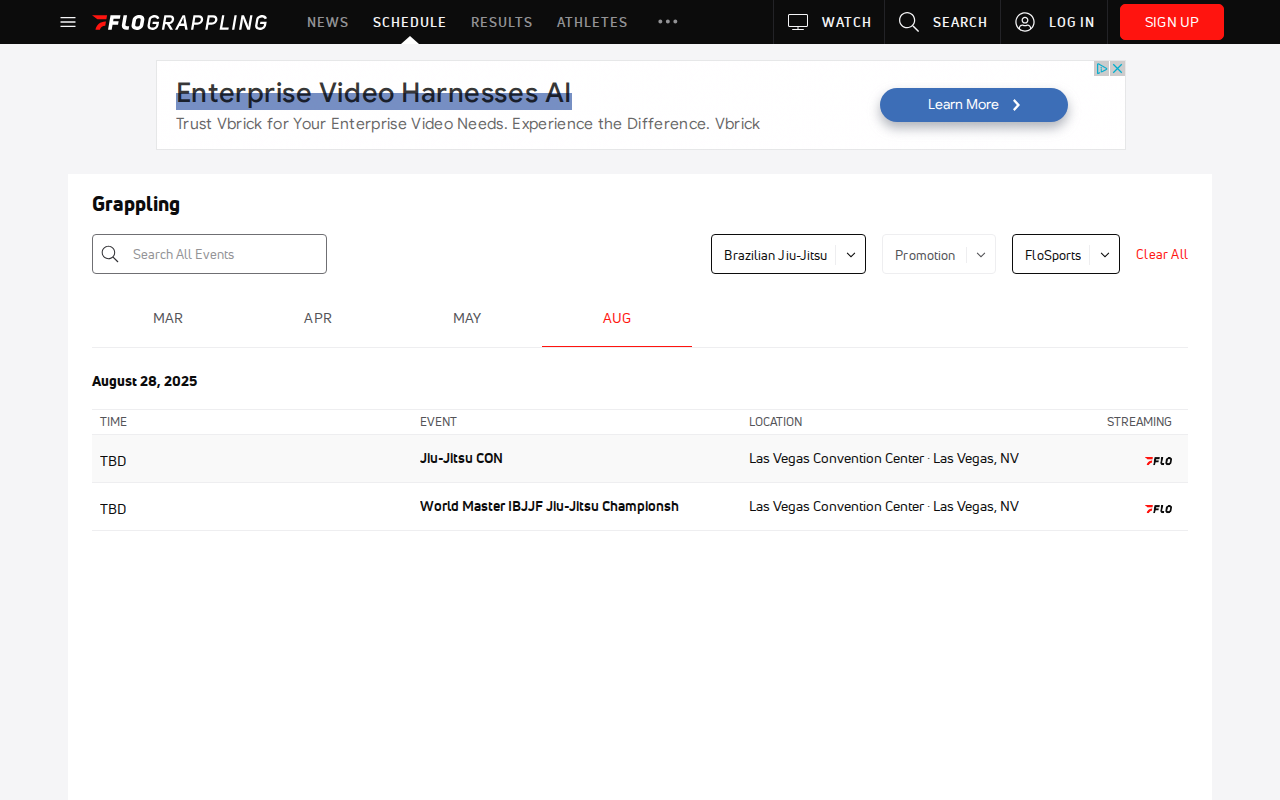 FLOGRAPPLING NEWS SCHEDULE RESULTS ATHLETES ••• WATCH SEARCH LOG IN SIGN UP
Enterprise Video Harnesses AI
Trust Vbrick for Your Enterprise Video Needs. Experience the Difference. Vbrick
Learn More
Grappling
Search All Events Brazilian Jiu-Jitsu Promotion FloSports Clear All
MAR APR MAY AUG
August 28, 2025
TIME EVENT LOCATION STREAMING
TBD Jiu-Jitsu CON Las Vegas Convention Center · Las Vegas, NV FLO
TBD World Master IBJJF Jiu-Jitsu Championsh Las Vegas Convention Center · Las Vegas, NV FLO